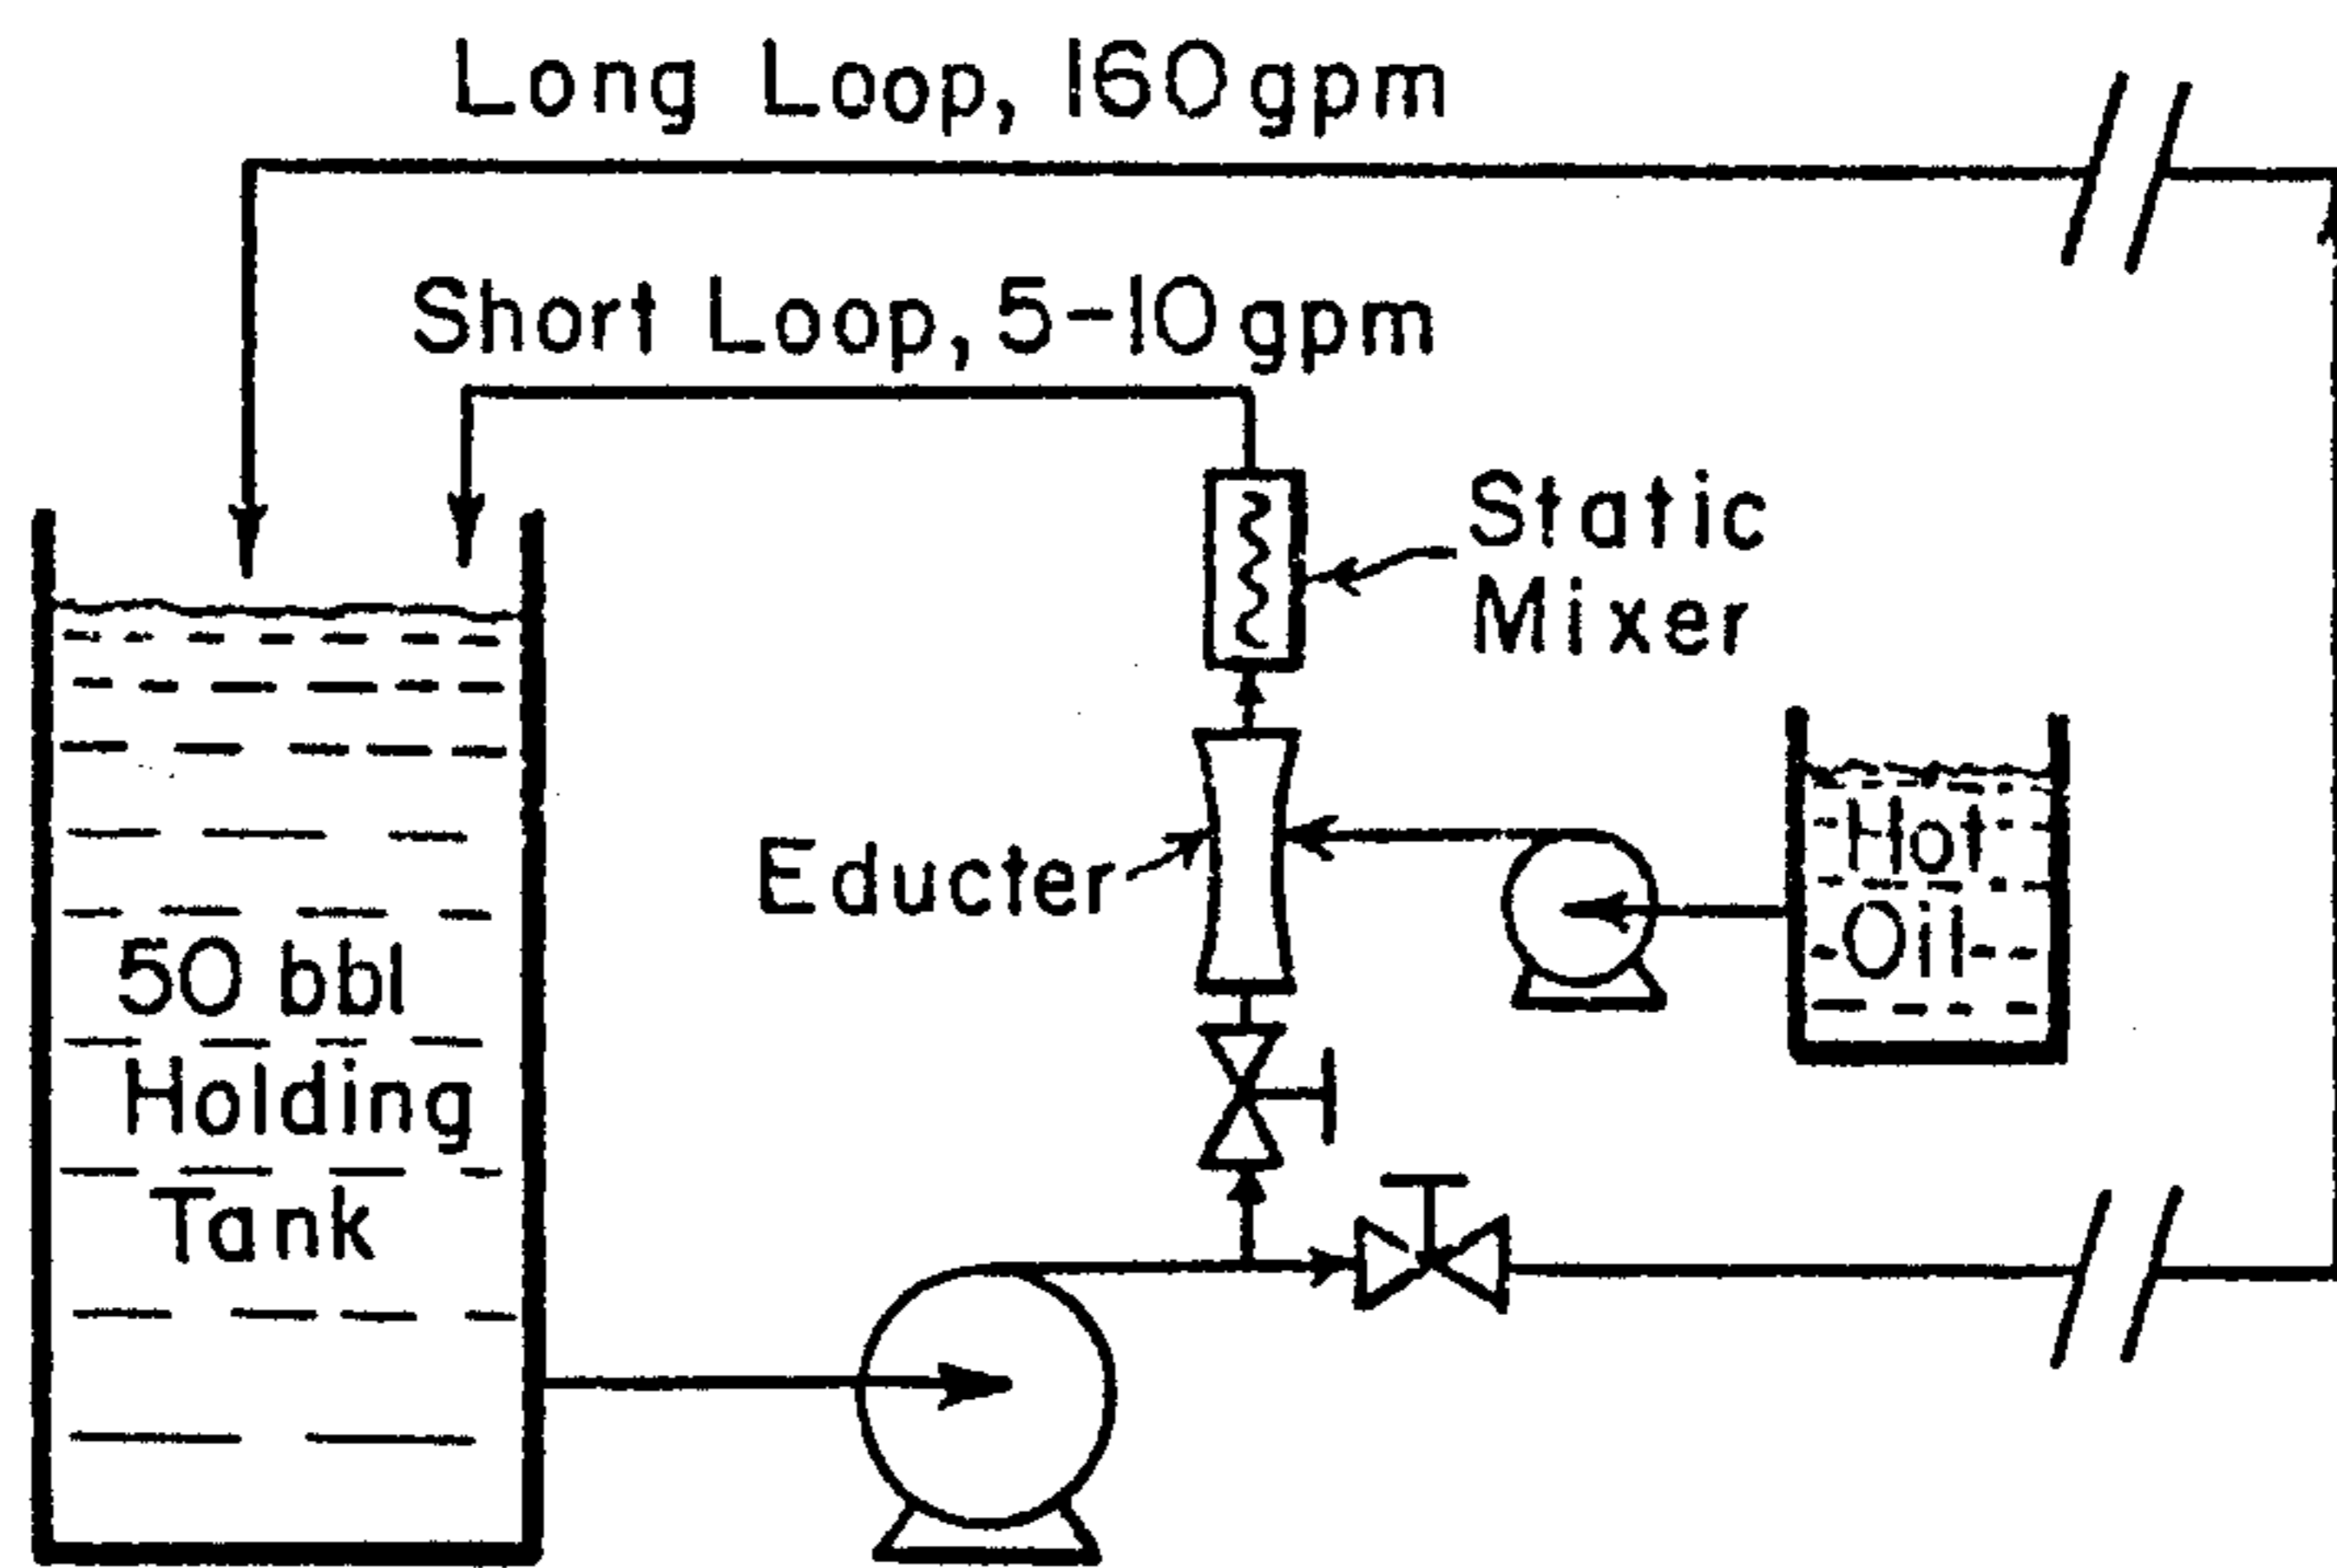 Long Loop, 160 gpm
Short Loop, 5-10 gpm
Static
Mixer
Educter
Hot
Oil
50 bbl
Holding
Tank